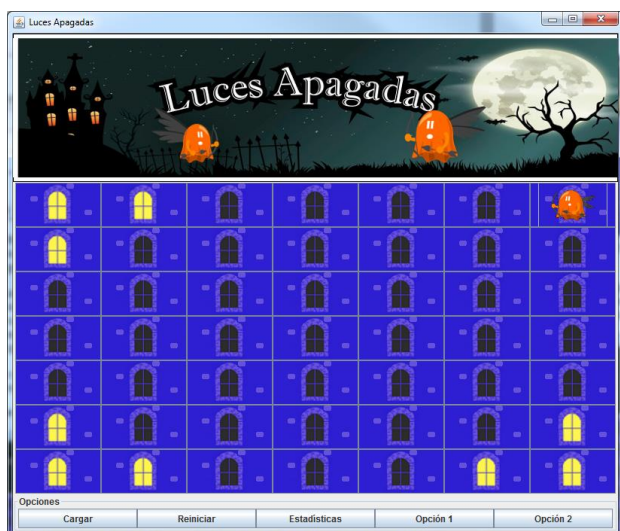 Luces Apagadas
Luces Apagadas
Opciones
Cargar
Reiniciar
Estadísticas
Opción 1
Opción 2